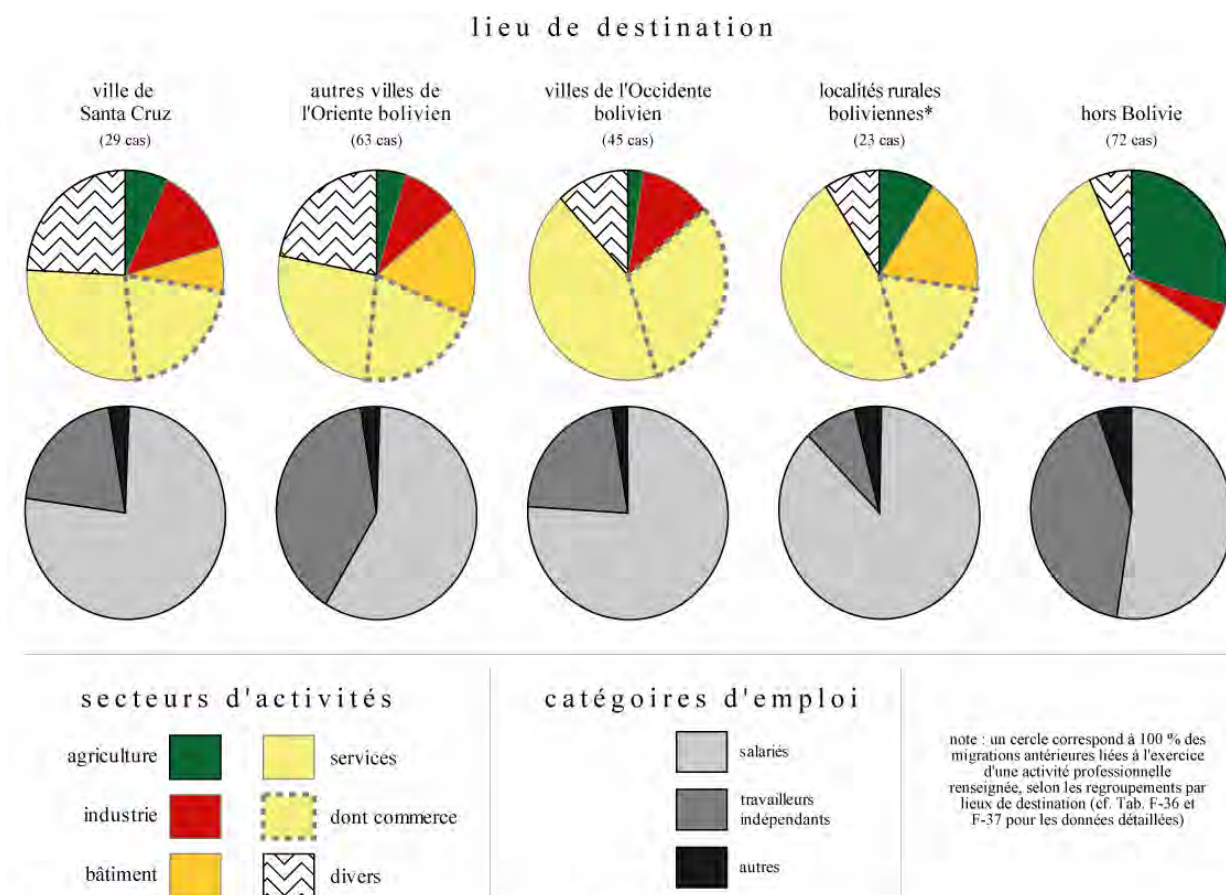 lieu de destination
ville de
Santa Cruz
(29 cas)
autres villes de
l'Oriente bolivien
(63 cas)
villes de l'Occidente
bolivien
(45 cas)
localités rurales
boliviennes*
(23 cas)
hors Bolivie
(72 cas)
secteurs d'activités
agriculture
services
industrie
dont commerce
bâtiment
divers
catégoires d'emploi
salariés
travailleurs
indépendants
autres
note : un cercle correspond à 100 % des
migrations antérieures liées à l'exercice
d'une activité professionnelle
renseignée, selon les regroupements par
lieux de destination (cf. Tab. F-36 et
F-37 pour les données détaillées)